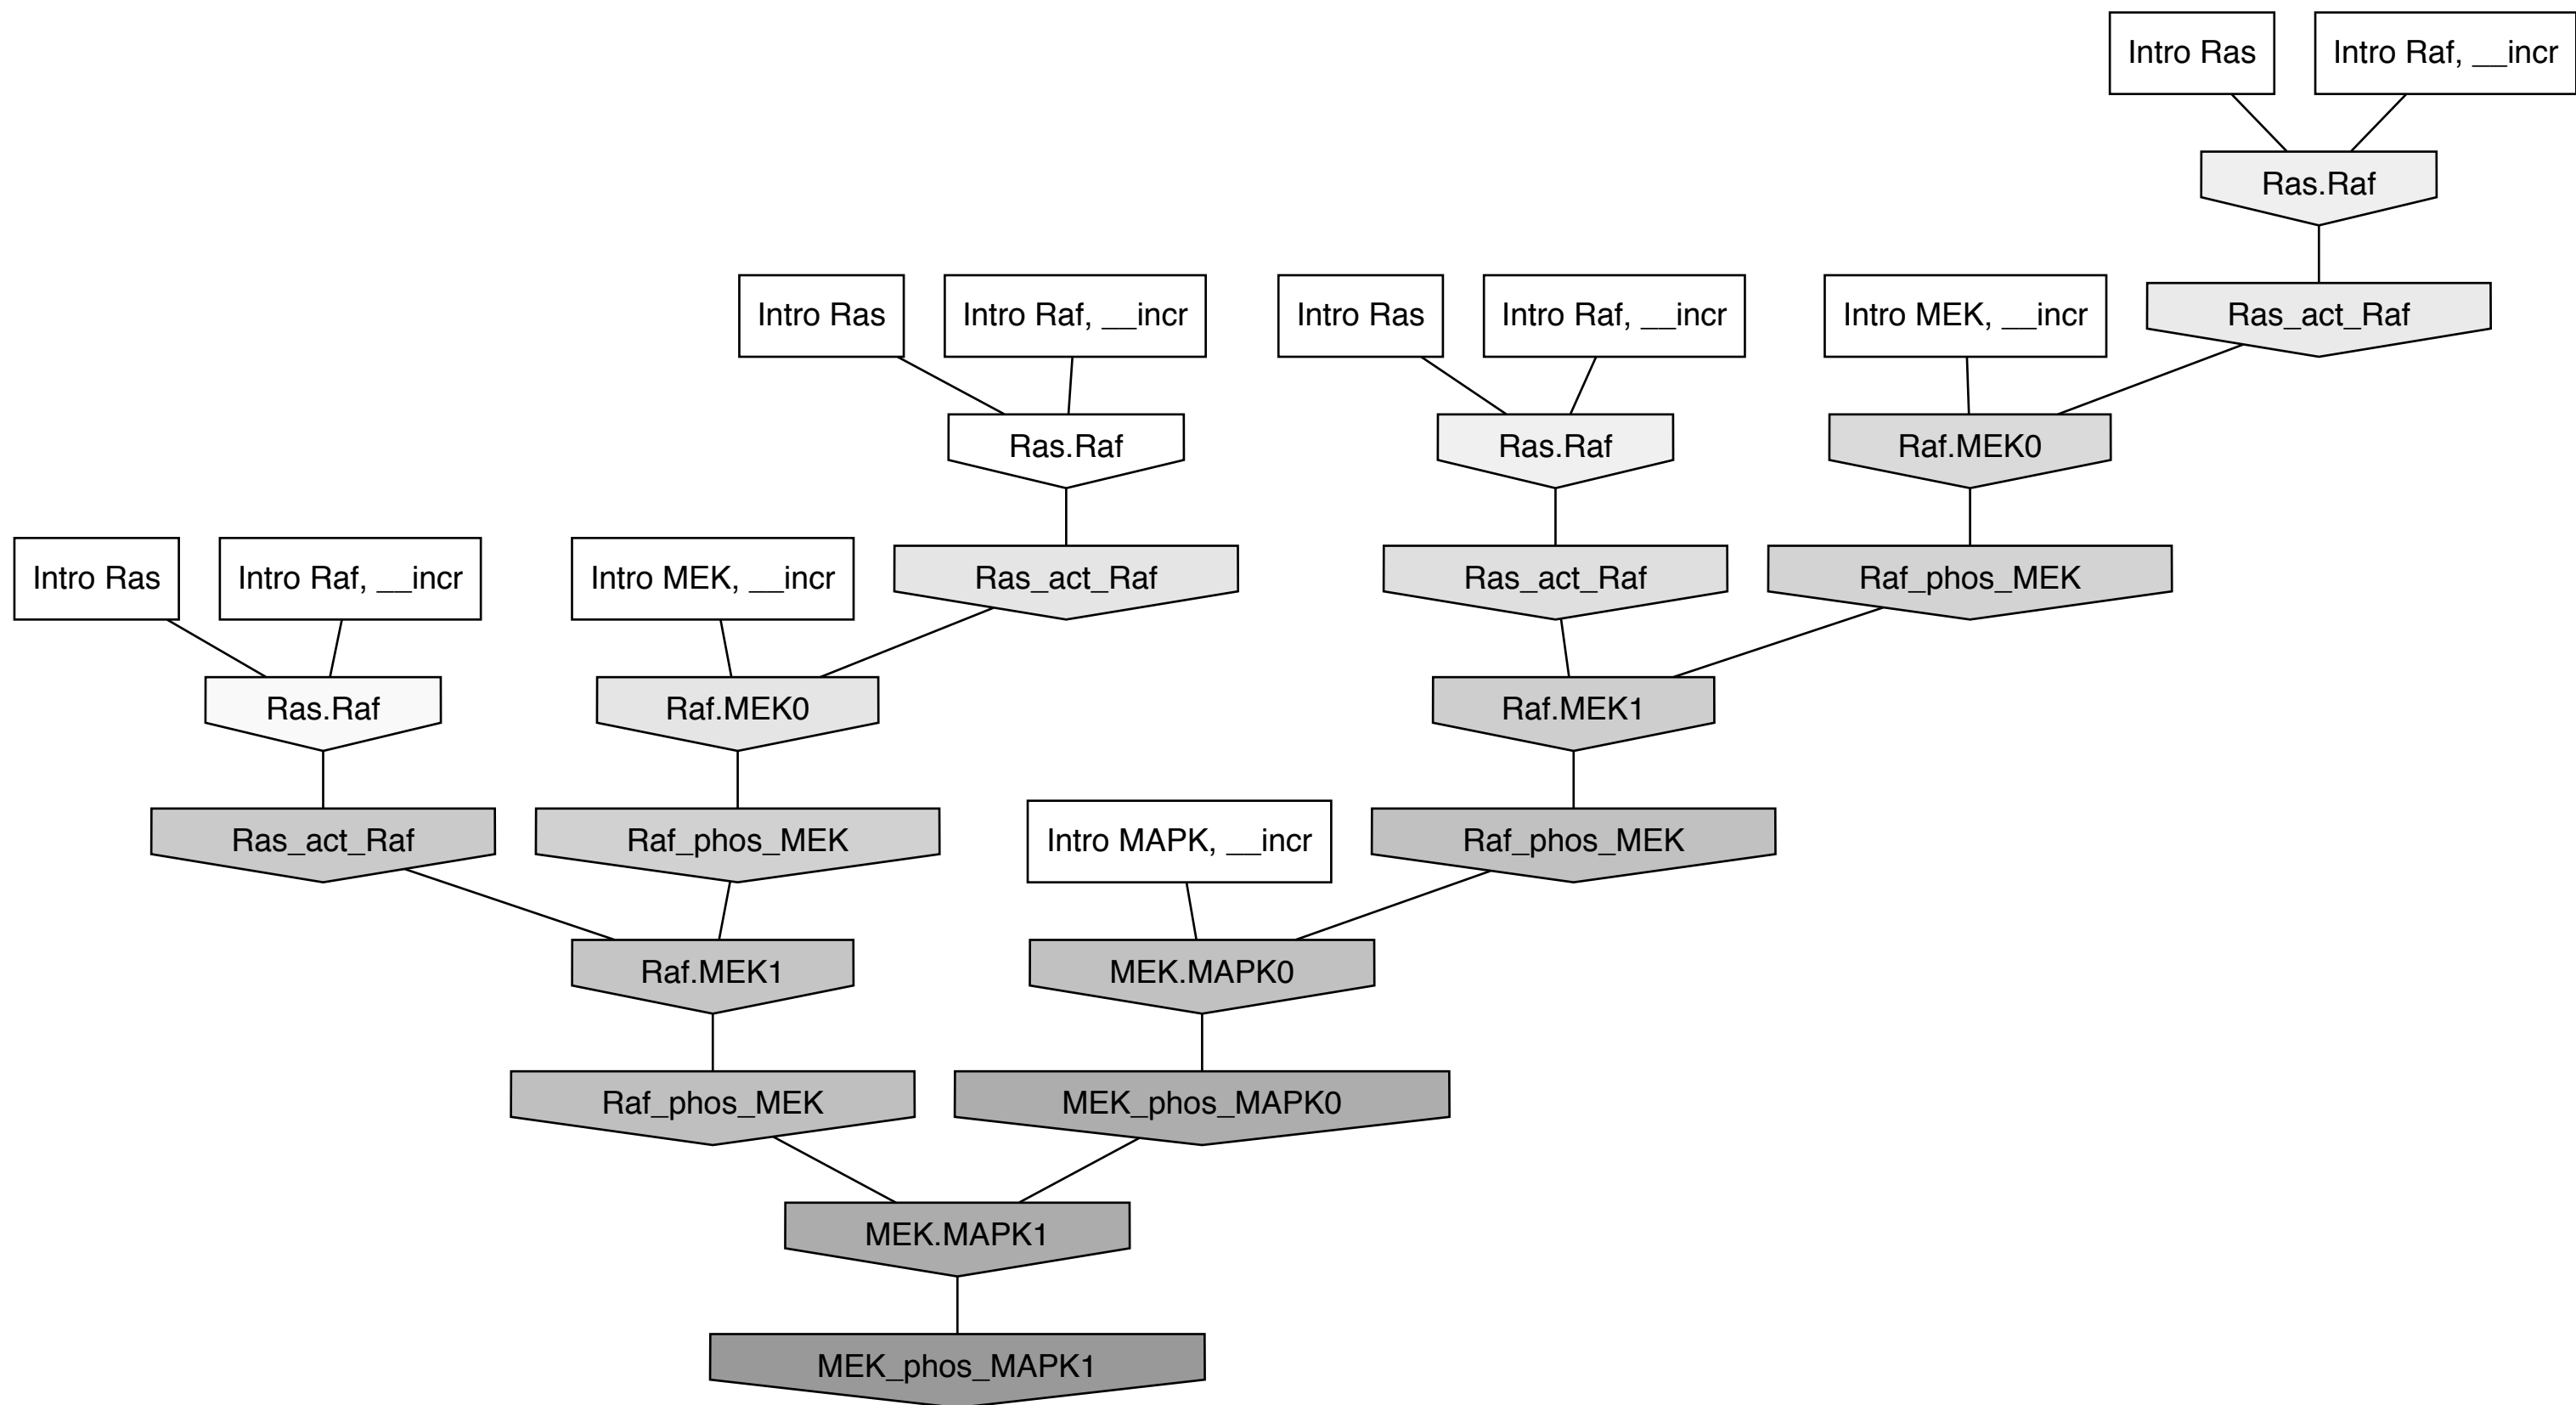 Intro Ras
Intro Raf, __incr
Ras.Raf
Intro Ras
Intro Raf, __incr
Intro Ras
Intro Raf, __incr
Intro MEK, __incr
Ras_act_Raf
Ras.Raf
Ras.Raf
Raf.MEK0
Intro Ras
Intro Raf, __incr
Intro MEK, __incr
Ras_act_Raf
Ras_act_Raf
Raf_phos_MEK
Ras.Raf
Raf.MEK0
Raf.MEK1
Ras_act_Raf
Raf_phos_MEK
Intro MAPK, __incr
Raf_phos_MEK
Raf.MEK1
MEK.MAPK0
Raf_phos_MEK
MEK_phos_MAPK0
MEK.MAPK1
MEK_phos_MAPK1